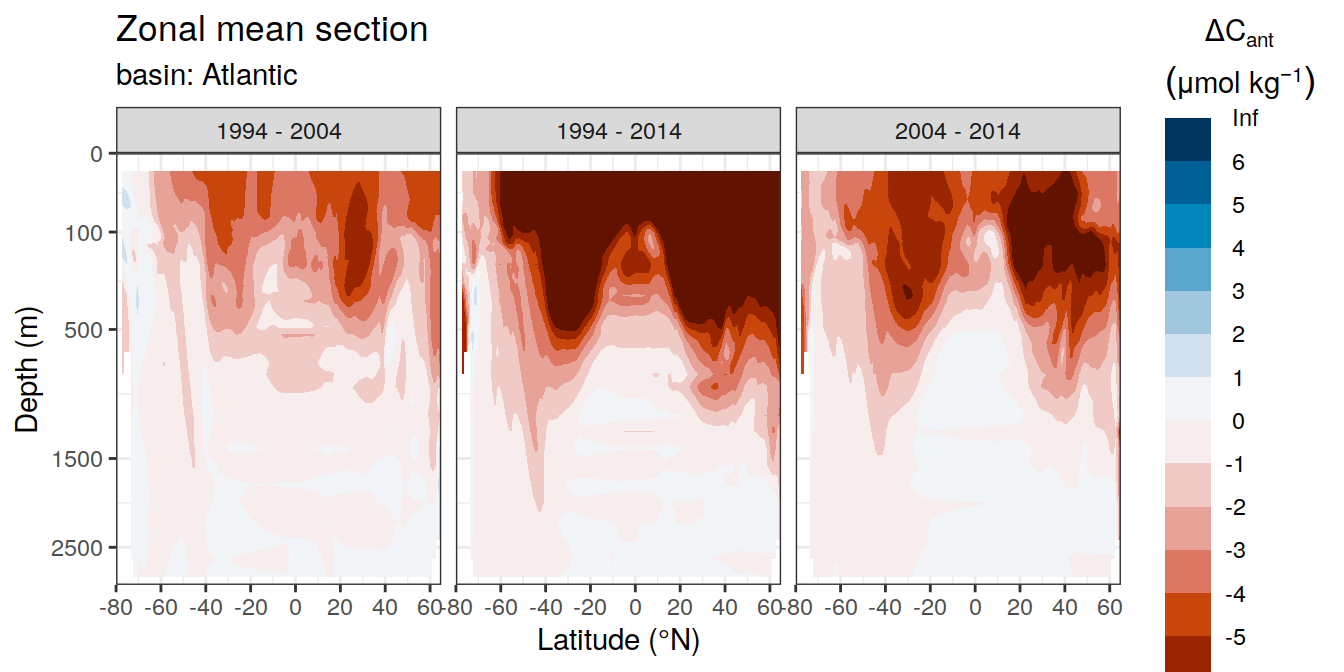 Zonal mean section
basin: Atlantic
1994 - 2004
1994 - 2014
2004 - 2014
0
100
500
1500
2500
Depth (m)
-80 -60 -40 -20 0 20 40 60
-80 -60 -40 -20 0 20 40 60
-80 -60 -40 -20 0 20 40 60
Latitude (°N)
ΔCant
(μmol kg⁻¹)
Inf
6
5
4
3
2
1
0
-1
-2
-3
-4
-5